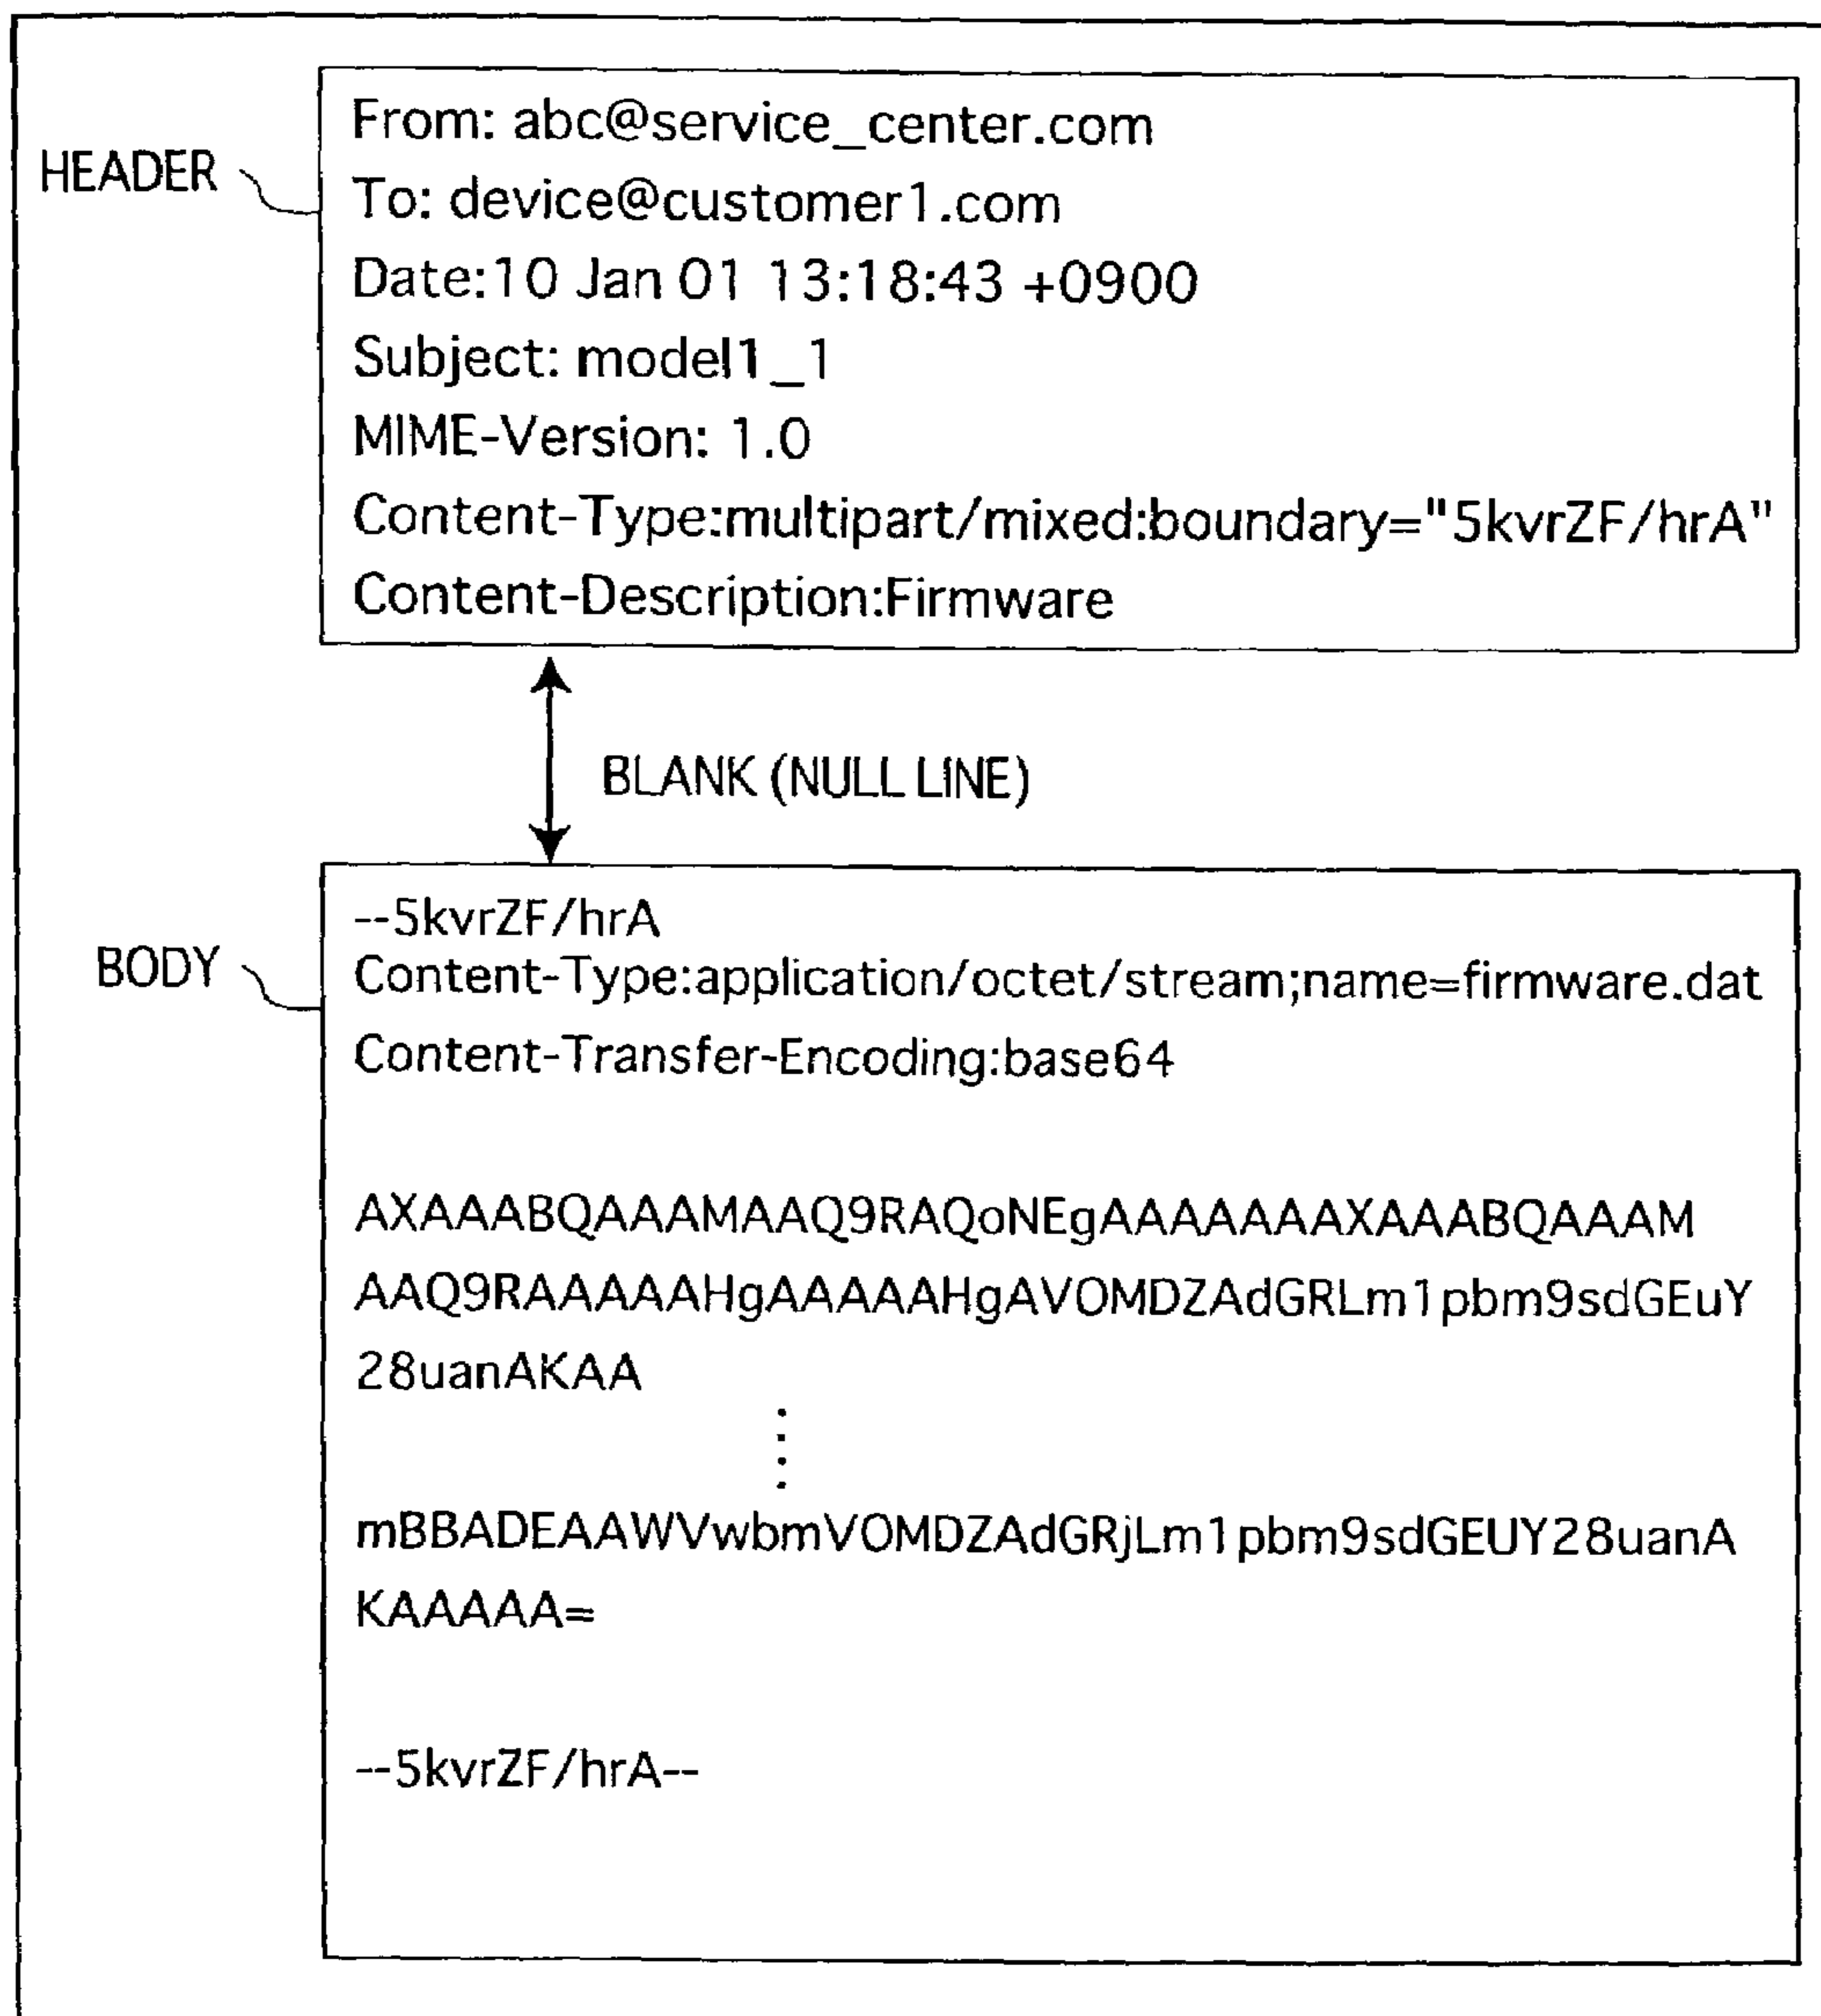 HEADER
From: abc@service_center.com
To: device@customer1.com
Date:10 Jan 01 13:18:43 +0900
Subject: model1_1
MIME-Version: 1.0
Content-Type:multipart/mixed:boundary="5kvrZF/hrA"
Content-Description:Firmware
BLANK (NULL LINE)
BODY
--5kvrZF/hrA
Content-Type:application/octet/stream;name=firmware.dat
Content-Transfer-Encoding:base64
AXAAABQAAAMAAQ9RAQoNEgAAAAAAAXAAABQAAAM
AAQ9RAAAAAHgAAAAAHgAVOMDZAdGRLm1pbm9sdGEuY
28uanAKAA
mBBADEAAWVwbmVOMDZAdGRjLm1pbm9sdGEUY28uanA
KAAAAA=
--5kvrZF/hrA--